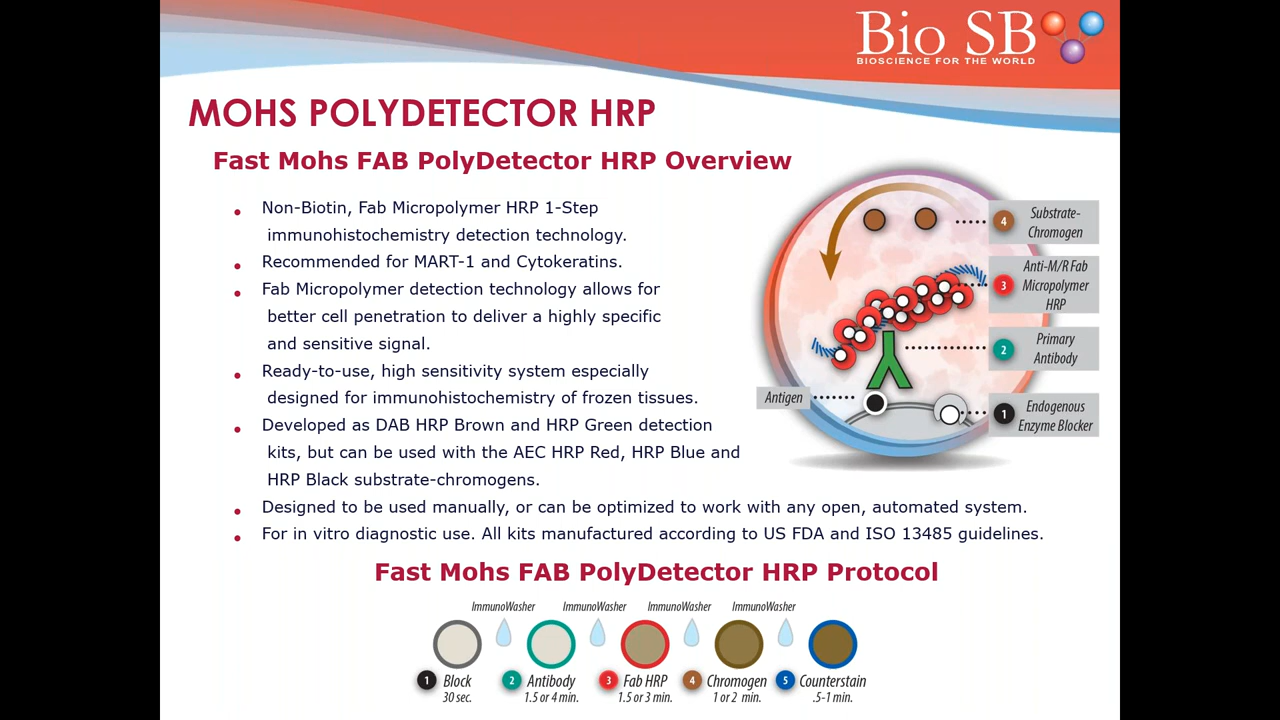 Bio SB
BIOSCIENCE FOR THE WORLD
MOHS POLYDETECTOR HRP
Fast Mohs FAB PolyDetector HRP Overview
• Non-Biotin, Fab Micropolymer HRP 1-Step
immunohistochemistry detection technology.
• Recommended for MART-1 and Cytokeratins.
• Fab Micropolymer detection technology allows for
better cell penetration to deliver a highly specific
and sensitive signal.
• Ready-to-use, high sensitivity system especially
designed for immunohistochemistry of frozen tissues.
• Developed as DAB HRP Brown and HRP Green detection
kits, but can be used with the AEC HRP Red, HRP Blue and
HRP Black substrate-chromogens.
• Designed to be used manually, or can be optimized to work with any open, automated system.
• For in vitro diagnostic use. All kits manufactured according to US FDA and ISO 13485 guidelines.
4 Substrate-
Chromogen
3 Anti-M/R Fab
Micropolymer
HRP
2 Primary
Antibody
Antigen
1 Endogenous
Enzyme Blocker
Fast Mohs FAB PolyDetector HRP Protocol
ImmunoWasher ImmunoWasher ImmunoWasher ImmunoWasher
1 Block 2 Antibody 3 Fab HRP 4 Chromogen 5 Counterstain
30 sec. 1.5 or 4 min. 1.5 or 3 min. 1 or 2 min. .5-1 min.